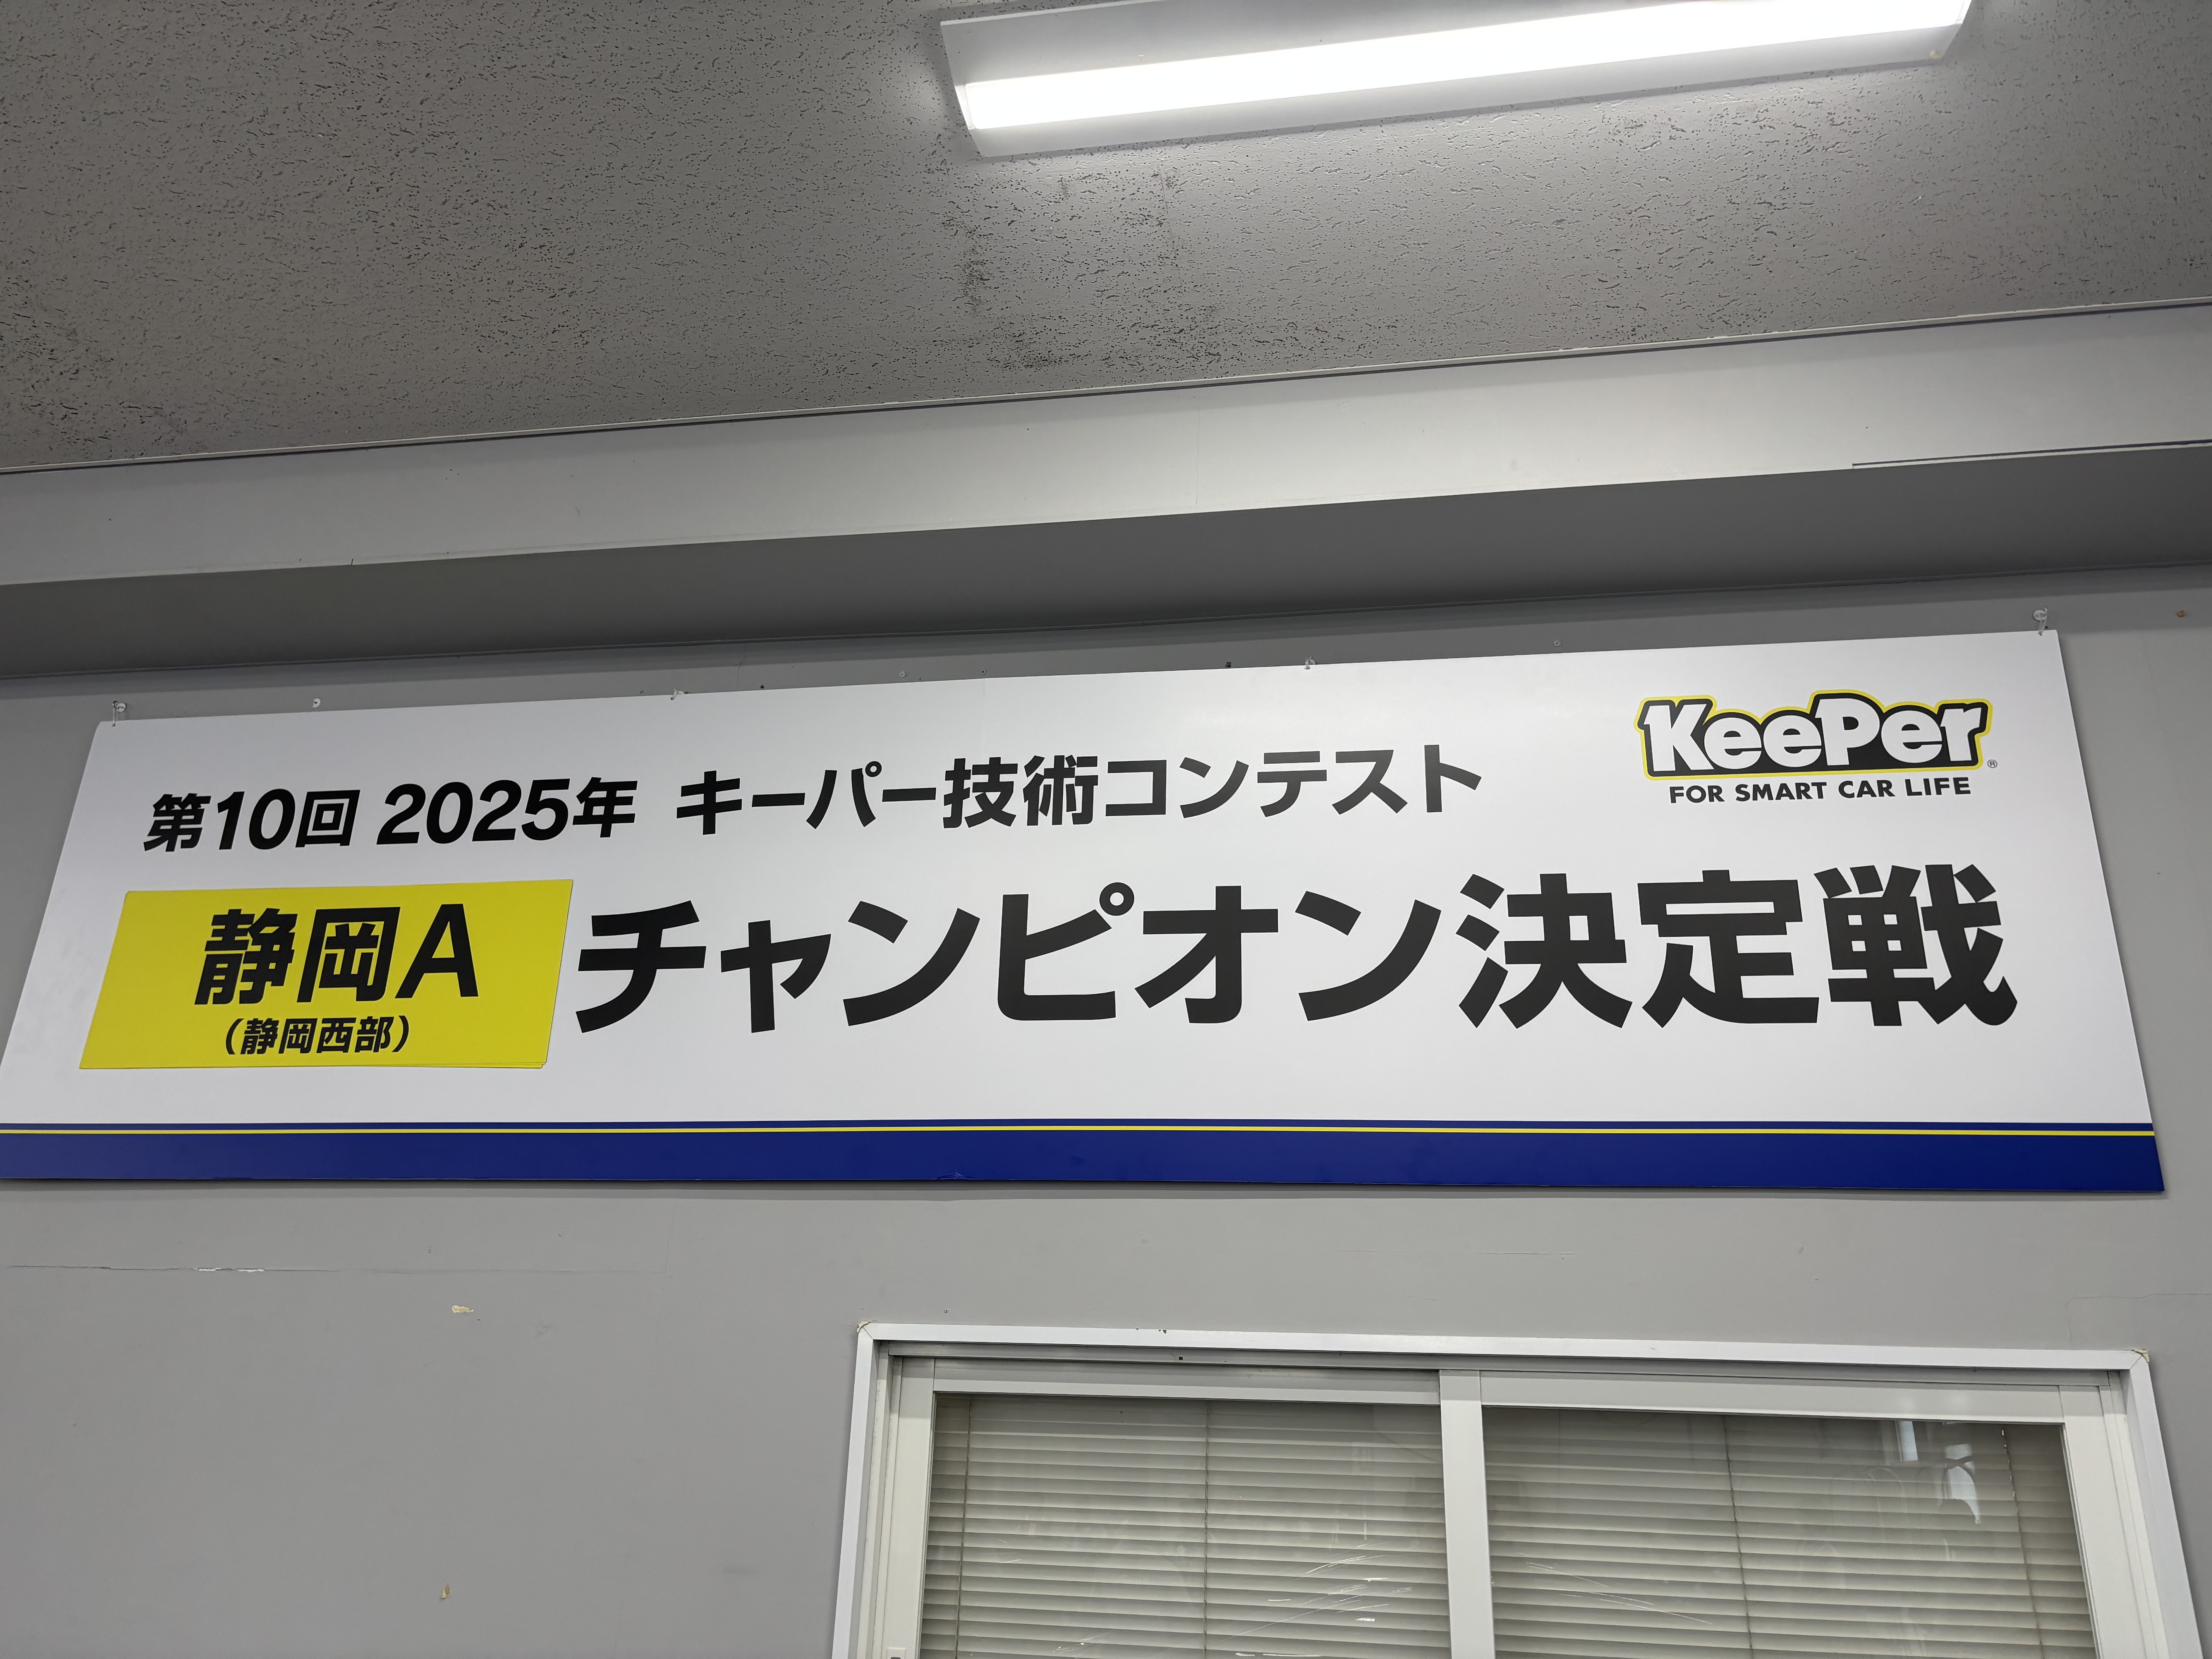 KeePer®
FOR SMART CAR LIFE
第10回 2025年 キーパー技術コンテスト
静岡A
（静岡西部）
チャンピオン決定戦